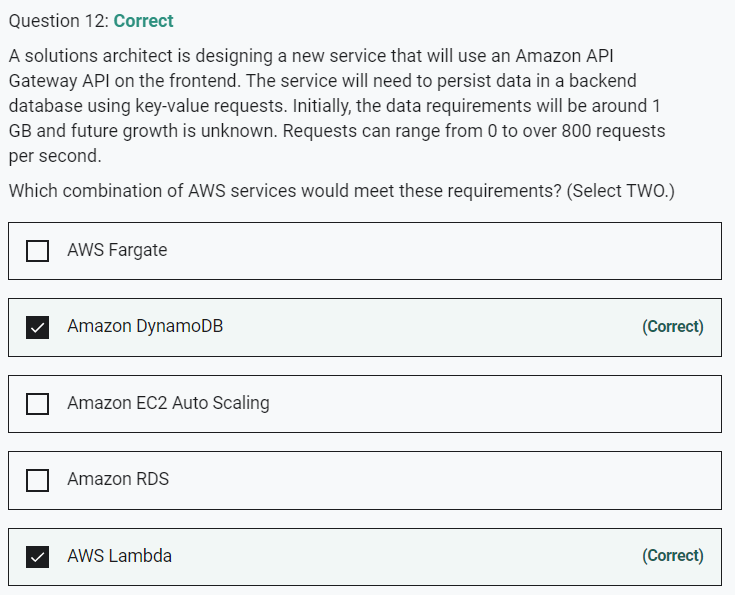 Question 12: Correct
A solutions architect is designing a new service that will use an Amazon API
Gateway API on the frontend. The service will need to persist data in a backend
database using key-value requests. Initially, the data requirements will be around 1
GB and future growth is unknown. Requests can range from 0 to over 800 requests
per second.
Which combination of AWS services would meet these requirements? (Select TWO.)
AWS Fargate
Amazon DynamoDB (Correct)
Amazon EC2 Auto Scaling
Amazon RDS
AWS Lambda (Correct)